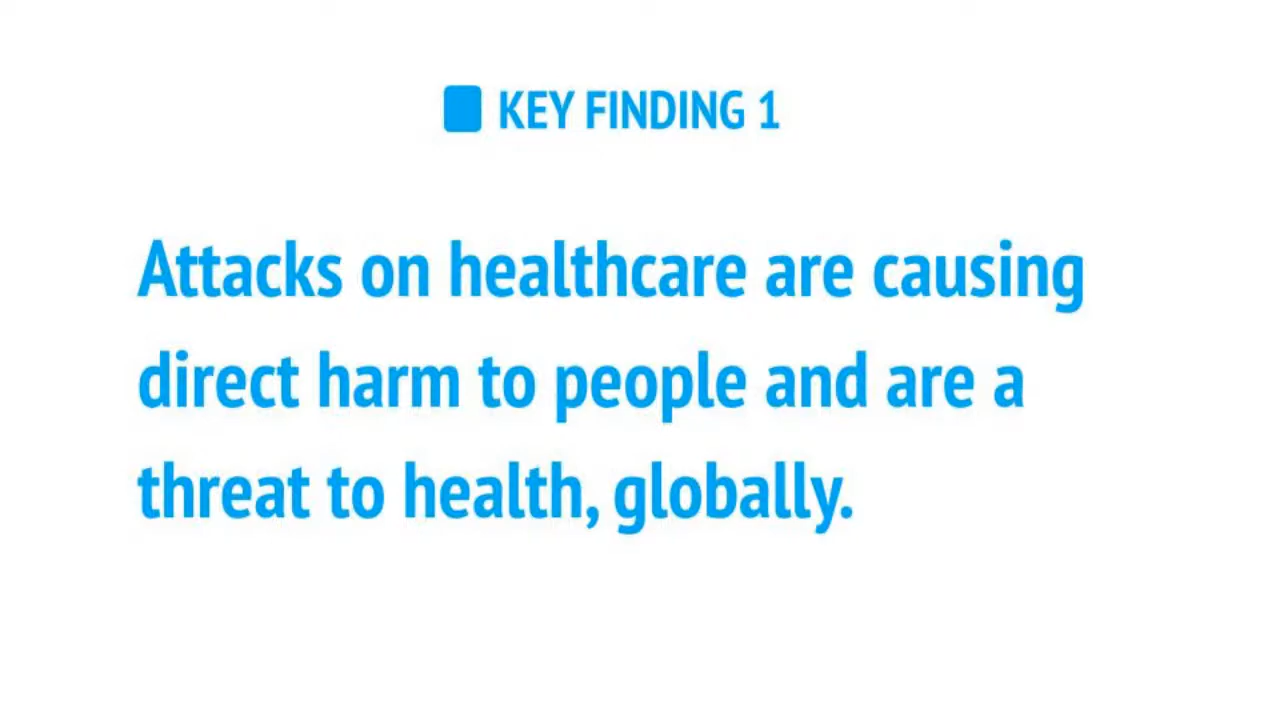 KEY FINDING 1
Attacks on healthcare are causing
direct harm to people and are a
threat to health, globally.